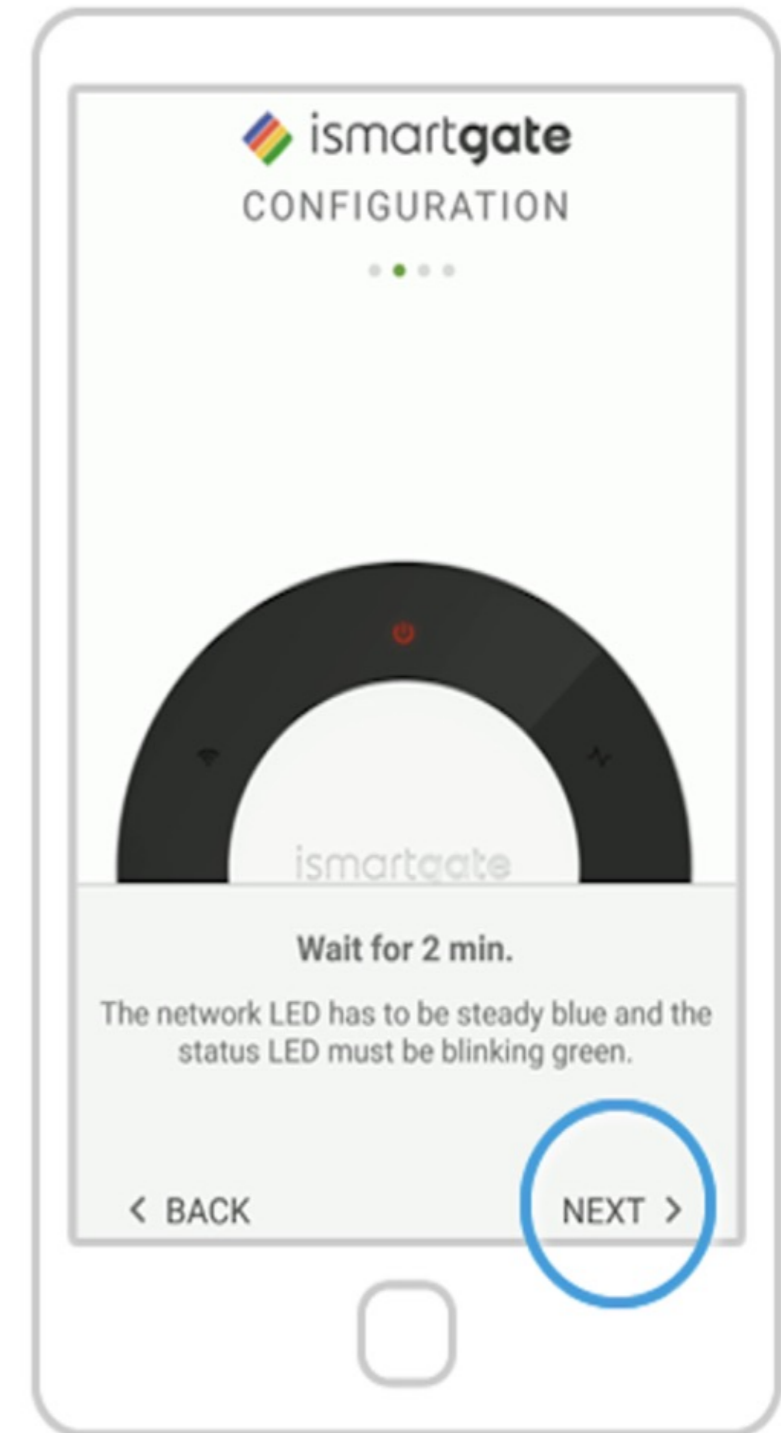 ismartgate
CONFIGURATION
ismartgate
Wait for 2 min.
The network LED has to be steady blue and the
status LED must be blinking green.
< BACK
NEXT >